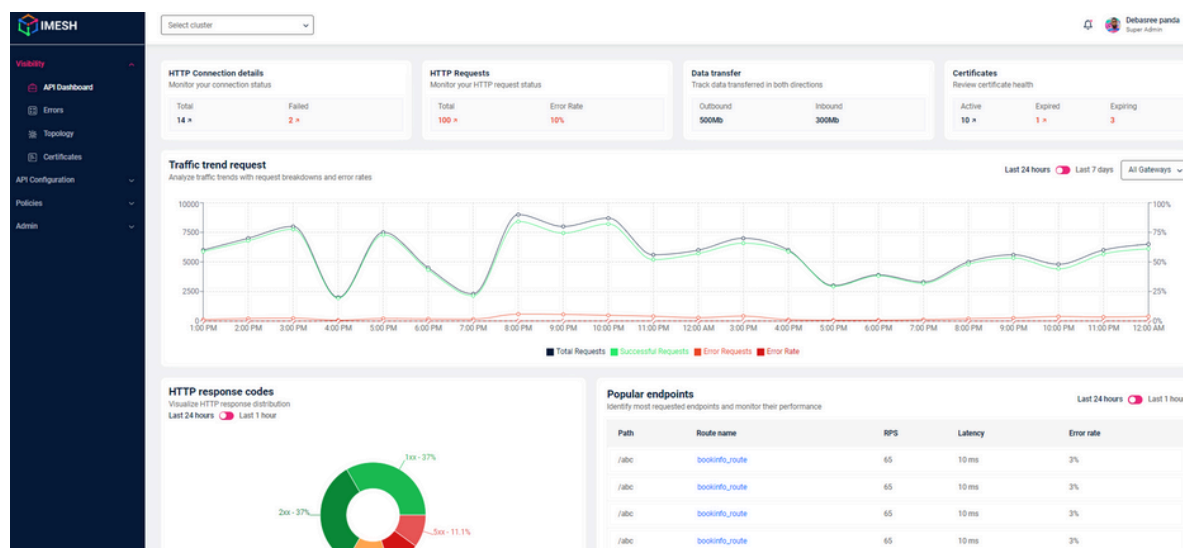 IMESH
Select cluster
Debasree panda
Super Admin
Visibility
API Dashboard
Errors
Topology
Certificates
API Configuration
Policies
Admin
HTTP Connection details
Monitor your connection status
Total Failed
14 2
HTTP Requests
Monitor your HTTP request status
Total Error Rate
100 10%
Data transfer
Track data transferred in both directions
Outbound Inbound
500Mb 300Mb
Certificates
Review certificate health
Active Expired Expiring
10 1 3
Traffic trend request
Analyze traffic trends with request breakdowns and error rates
Last 24 hours Last 7 days All Gateways
10000 100%
7500 75%
5000 50%
2500 25%
0 0%
1:00 PM 2:00 PM 3:00 PM 4:00 PM 5:00 PM 6:00 PM 7:00 PM 8:00 PM 9:00 PM 10:00 PM 11:00 PM 12:00 AM 3:00 PM 4:00 PM 5:00 PM 6:00 PM 7:00 PM 8:00 PM 9:00 PM 10:00 PM 11:00 PM 12:00 AM
Total Requests Successful Requests Error Requests Error Rate
HTTP response codes
Visualize HTTP response distribution
Last 24 hours Last 1 hour
1xx - 37%
2xx - 37%
5xx - 11.1%
Popular endpoints
Identify most requested endpoints and monitor their performance
Last 24 hours Last 1 hou
Path Route name RPS Latency Error rate
/abc bookinfo_route 65 10 ms 3%
/abc bookinfo_route 65 10 ms 3%
/abc bookinfo_route 65 10 ms 3%
/abc bookinfo_route 65 10 ms 3%